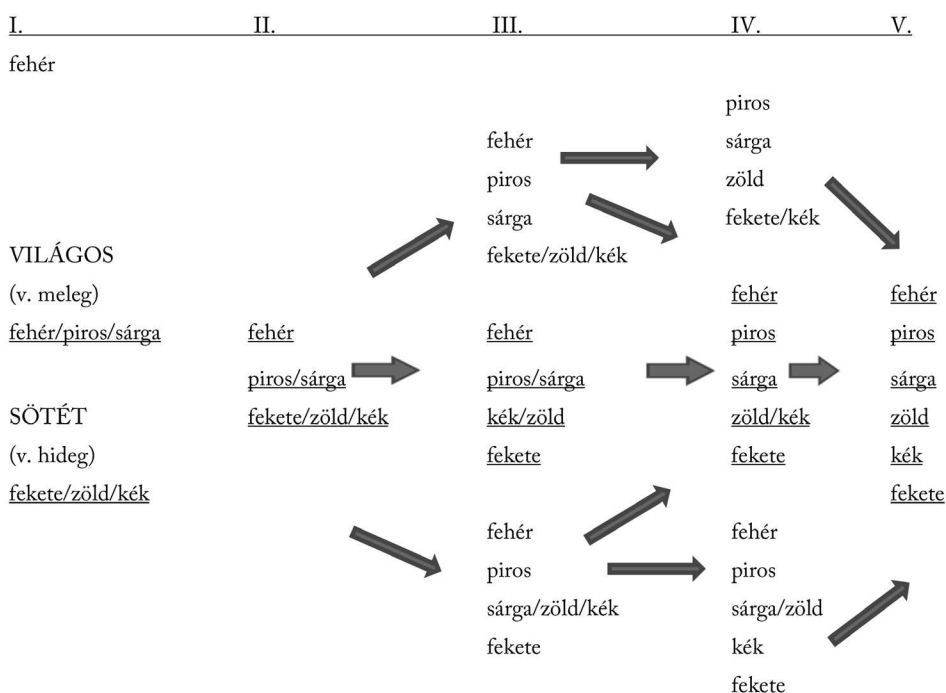 I. II. III. IV. V.
fehér
piros
fehér sárga
piros zöld
sárga fekete/kék
VILÁGOS fekete/zöld/kék
(v. meleg) fehér fehér
fehér/piros/sárga fehér fehér piros piros
piros/sárga piros/sárga sárga sárga
SÖTÉT fekete/zöld/kék kék/zöld zöld/kék zöld
(v. hideg) fekete fekete kék
fekete/zöld/kék fekete
fehér fehér
piros piros
sárga/zöld/kék sárga/zöld
fekete kék
fekete